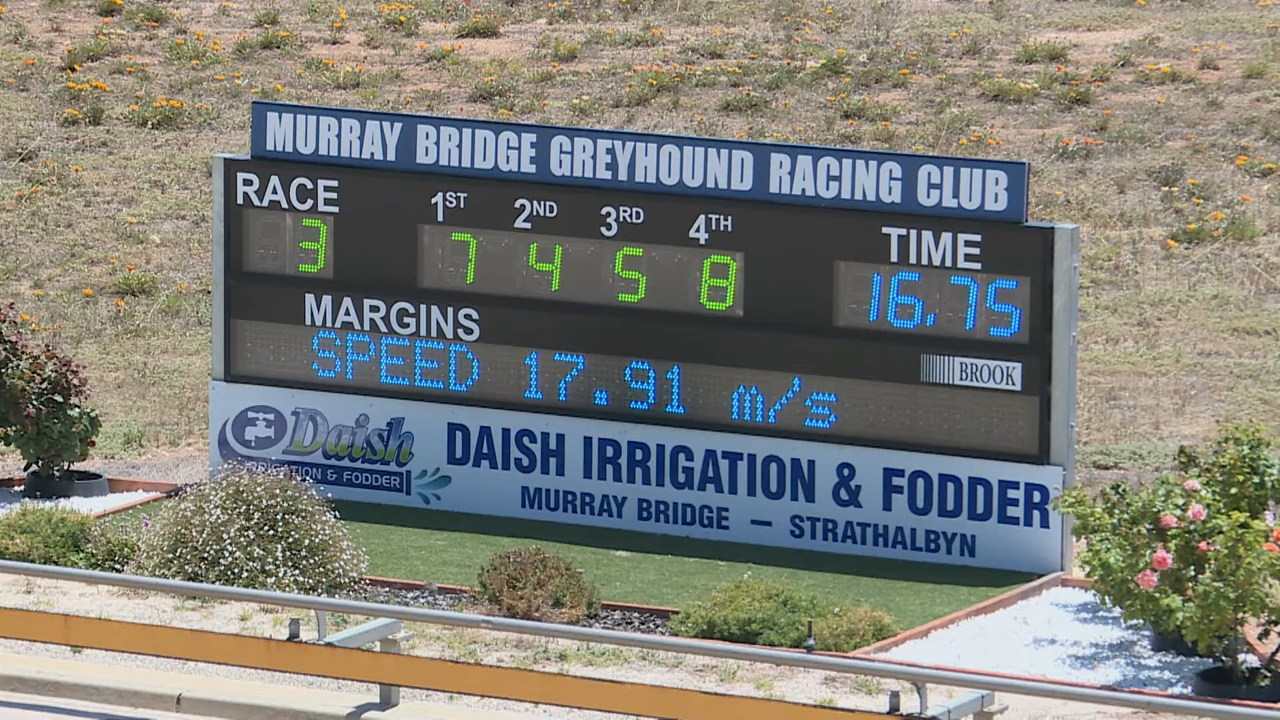 MURRAY BRIDGE GREYHOUND RACING CLUB
RACE 1ST 2ND 3RD 4TH TIME
3 7 4 5 8 16.75
MARGINS
SPEED 17.91 m/s
BROOK
Daish
IRRIGATION & FODDER
DAISH IRRIGATION & FODDER
MURRAY BRIDGE – STRATHALBYN